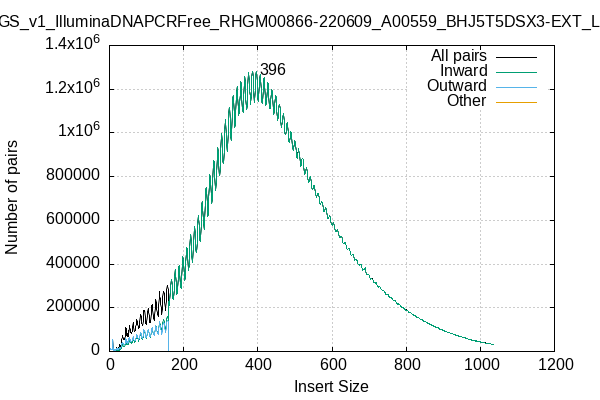 GS_v1_IlluminaDNAPCRFree_RHGM00866-220609_A00559_BHJ5T5DSX3-EXT_L
1.4x10^6
1.2x10^6
1x10^6
800000
600000
400000
200000
0
0 200 400 600 800 1000 1200
Number of pairs
Insert Size
396
All pairs
Inward
Outward
Other